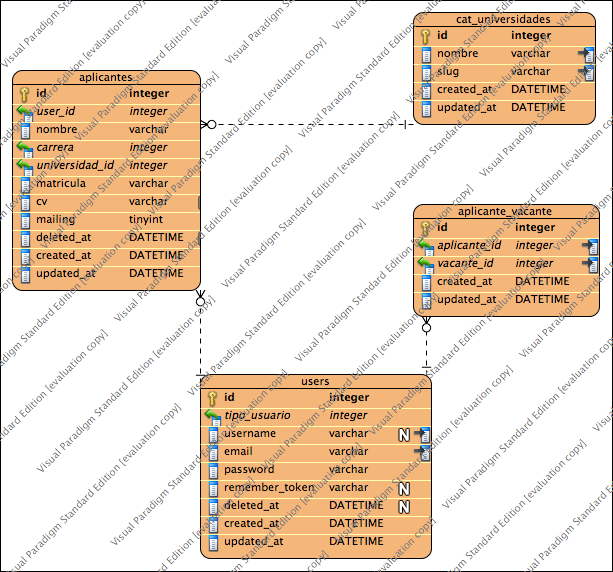 cat_universidades
id integer
nombre varchar
slug varchar
created_at DATETIME
updated_at DATETIME
aplicantes
id integer
user_id integer
nombre varchar
carrera integer
universidad_id integer
matricula varchar
cv varchar
mailing tinyint
deleted_at DATETIME
created_at DATETIME
updated_at DATETIME
aplicante_vacante
id integer
aplicante_id integer
vacante_id integer
created_at DATETIME
updated_at DATETIME
users
id integer
tipo_usuario integer
username varchar N
email varchar
password varchar
remember_token varchar N
deleted_at DATETIME N
created_at DATETIME
updated_at DATETIME
Visual Paradigm Standard Edition [evaluation copy]